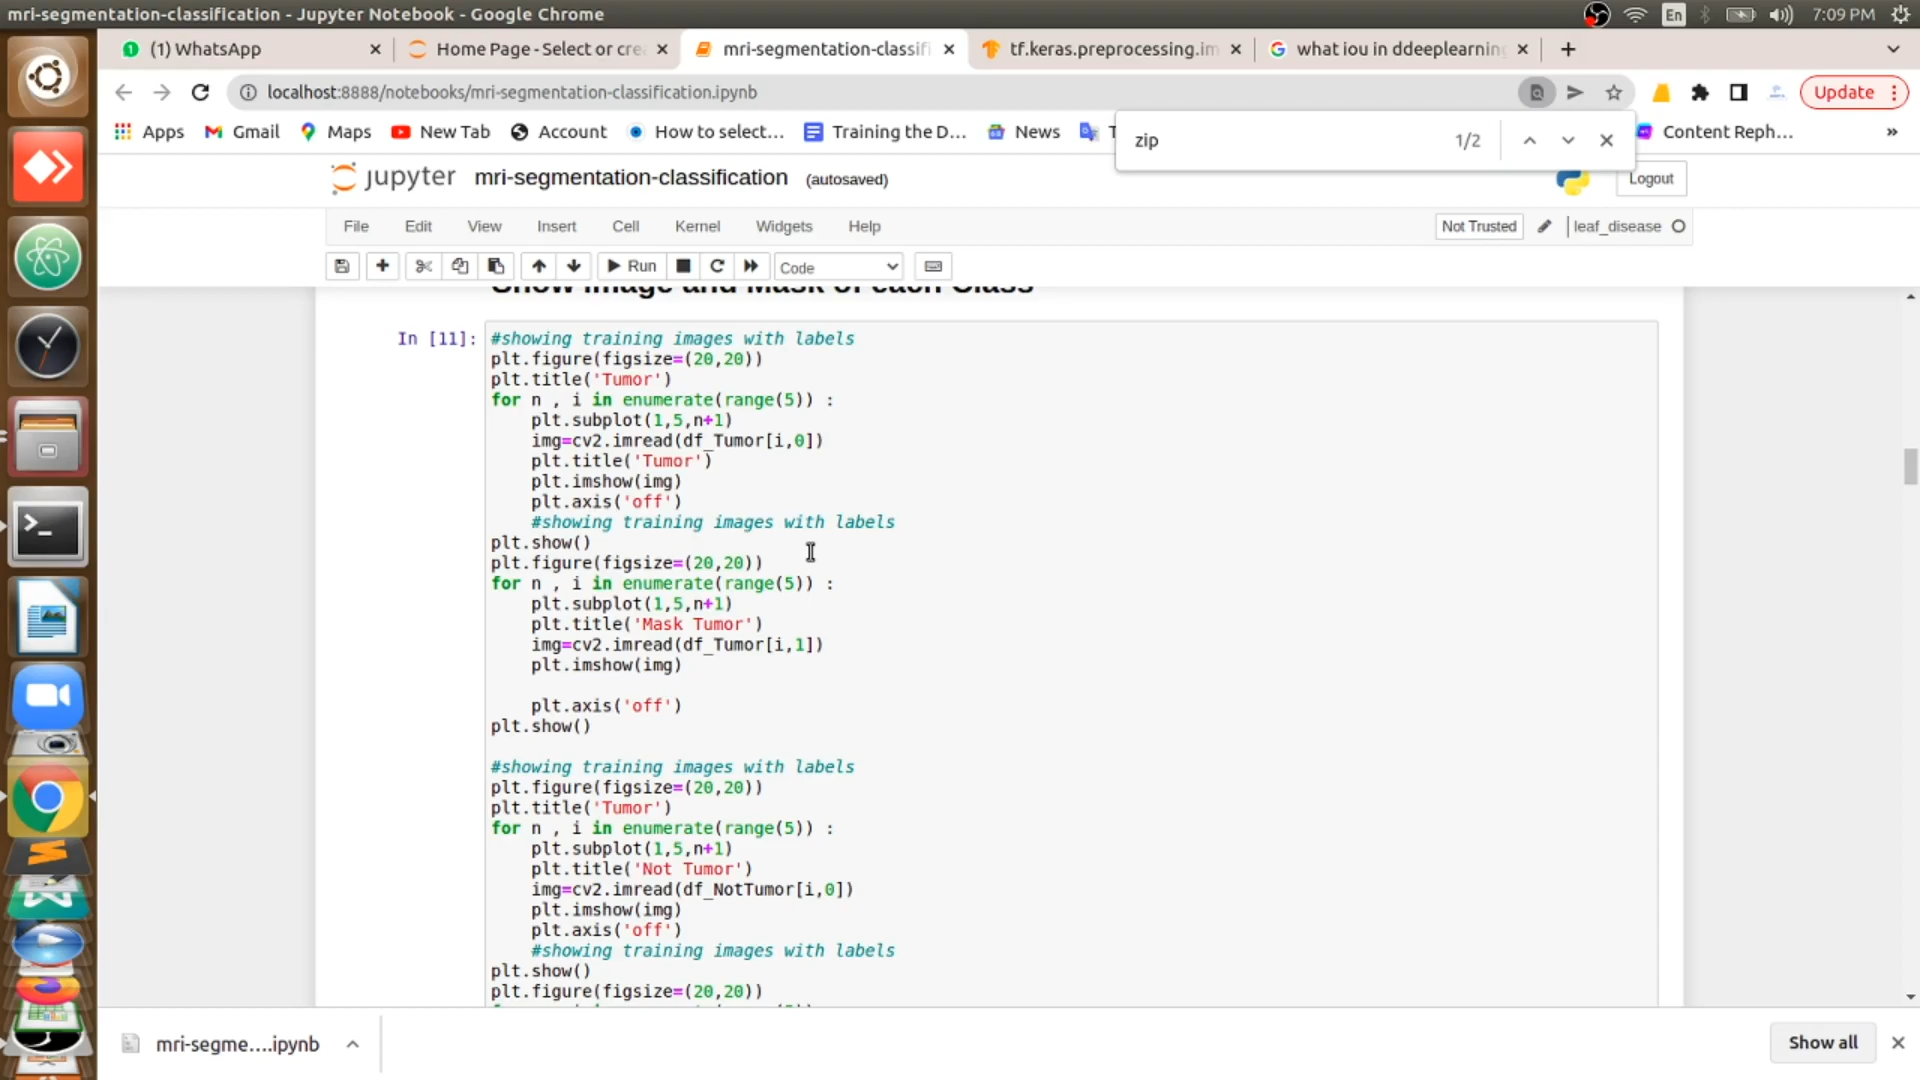 mri-segmentation-classification - Jupyter Notebook - Google Chrome
En
7:09 PM
(1) WhatsApp
Home Page - Select or cre
mri-segmentation-classifi
tf.keras.preprocessing.im
what iou in ddeeplearning
localhost:8888/notebooks/mri-segmentation-classification.ipynb
Update
Apps
Gmail
Maps
New Tab
Account
How to select...
Training the D...
News
T
Content Reph...
»
zip
1/2
jupyter
mri-segmentation-classification
(autosaved)
Logout
File
Edit
View
Insert
Cell
Kernel
Widgets
Help
Not Trusted
leaf_disease
Run
Code
Show Image and Mask of each Class
In [11]:
#showing training images with labels
plt.figure(figsize=(20,20))
plt.title('Tumor')
for n , i in enumerate(range(5)) :
    plt.subplot(1,5,n+1)
    img=cv2.imread(df_Tumor[i,0])
    plt.title('Tumor')
    plt.imshow(img)
    plt.axis('off')
    #showing training images with labels
plt.show()
plt.figure(figsize=(20,20))
for n , i in enumerate(range(5)) :
    plt.subplot(1,5,n+1)
    plt.title('Mask Tumor')
    img=cv2.imread(df_Tumor[i,1])
    plt.imshow(img)
    plt.axis('off')
plt.show()
#showing training images with labels
plt.figure(figsize=(20,20))
plt.title('Tumor')
for n , i in enumerate(range(5)) :
    plt.subplot(1,5,n+1)
    plt.title('Not Tumor')
    img=cv2.imread(df_NotTumor[i,0])
    plt.imshow(img)
    plt.axis('off')
    #showing training images with labels
plt.show()
plt.figure(figsize=(20,20))
mri-segme....ipynb
Show all